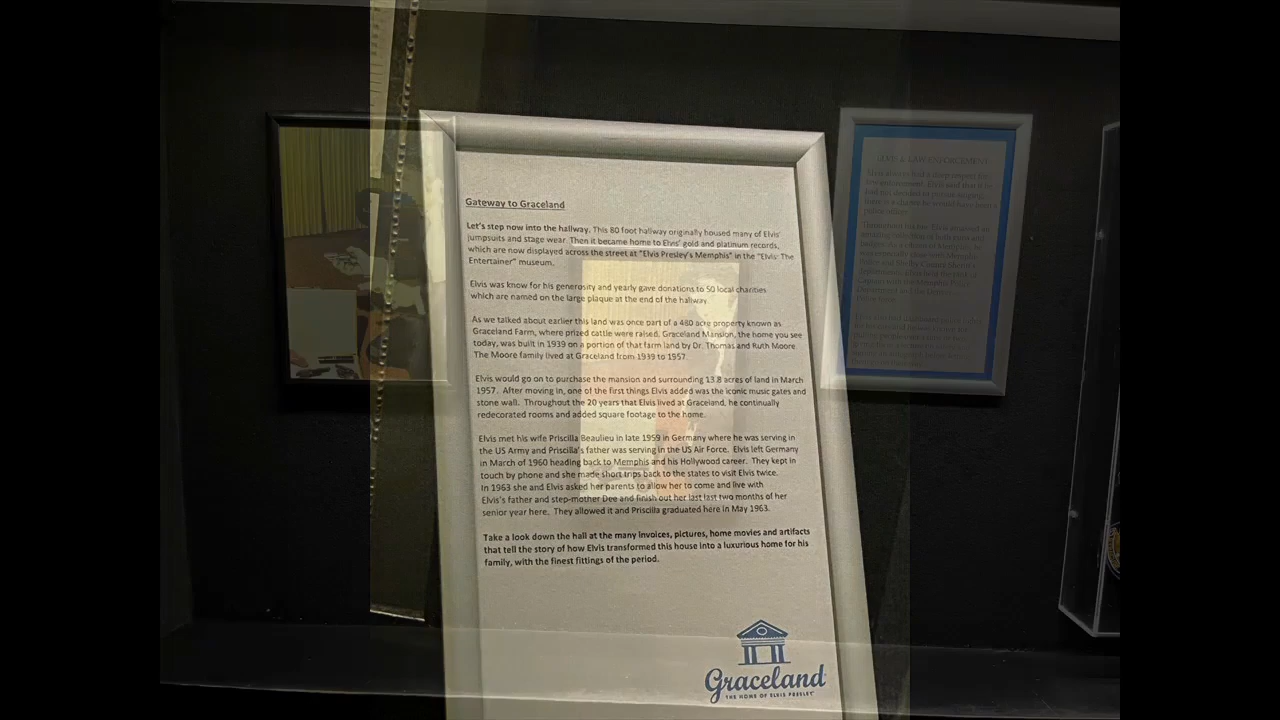 Gateway to Graceland
Let's step now into the hallway. This 80 foot hallway originally housed many of Elvis'
jumpsuits and stage wear. Then it became home to Elvis' gold and platinum records,
which are now displayed across the street at "Elvis Presley's Memphis" in the "Elvis The
Entertainer" museum.
Elvis was know for his generosity and yearly gave donations to 50 local charities
which are named on the large plaque at the end of the hallway.
As we talked about earlier this land was once part of a 480 acre property known as
Graceland Farm, where prized cattle were raised. Graceland Mansion, the home you see
today, was built in 1939 on a portion of that farm land by Dr. Thomas and Ruth Moore.
The Moore family lived at Graceland from 1939 to 1957.
Elvis would go on to purchase the mansion and surrounding 13.8 acres of land in March
1957. After moving in, one of the first things Elvis added was the iconic music gates and
stone wall. Throughout the 20 years that Elvis lived at Graceland, he continually
redecorated rooms and added square footage to the home.
Elvis met his wife Priscilla Beaulieu in late 1959 in Germany where he was serving in
the US Army and Priscilla's father was serving in the US Air Force. Elvis left Germany
in March of 1960 heading back to Memphis and his Hollywood career. They kept in
touch by phone and she made short trips back to the states to visit Elvis twice.
In 1963 she and Elvis asked her parents to allow her to come and live with
Elvis's father and step-mother Dee and finish out her last last two months of her
senior year here. They allowed it and Priscilla graduated here in May 1963.
Take a look down the hall at the many invoices, pictures, home movies and artifacts
that tell the story of how Elvis transformed this house into a luxurious home for his
family, with the finest fittings of the period.
Graceland
THE HOME OF ELVIS PRESLEY
ELVIS & LAW ENFORCEMENT